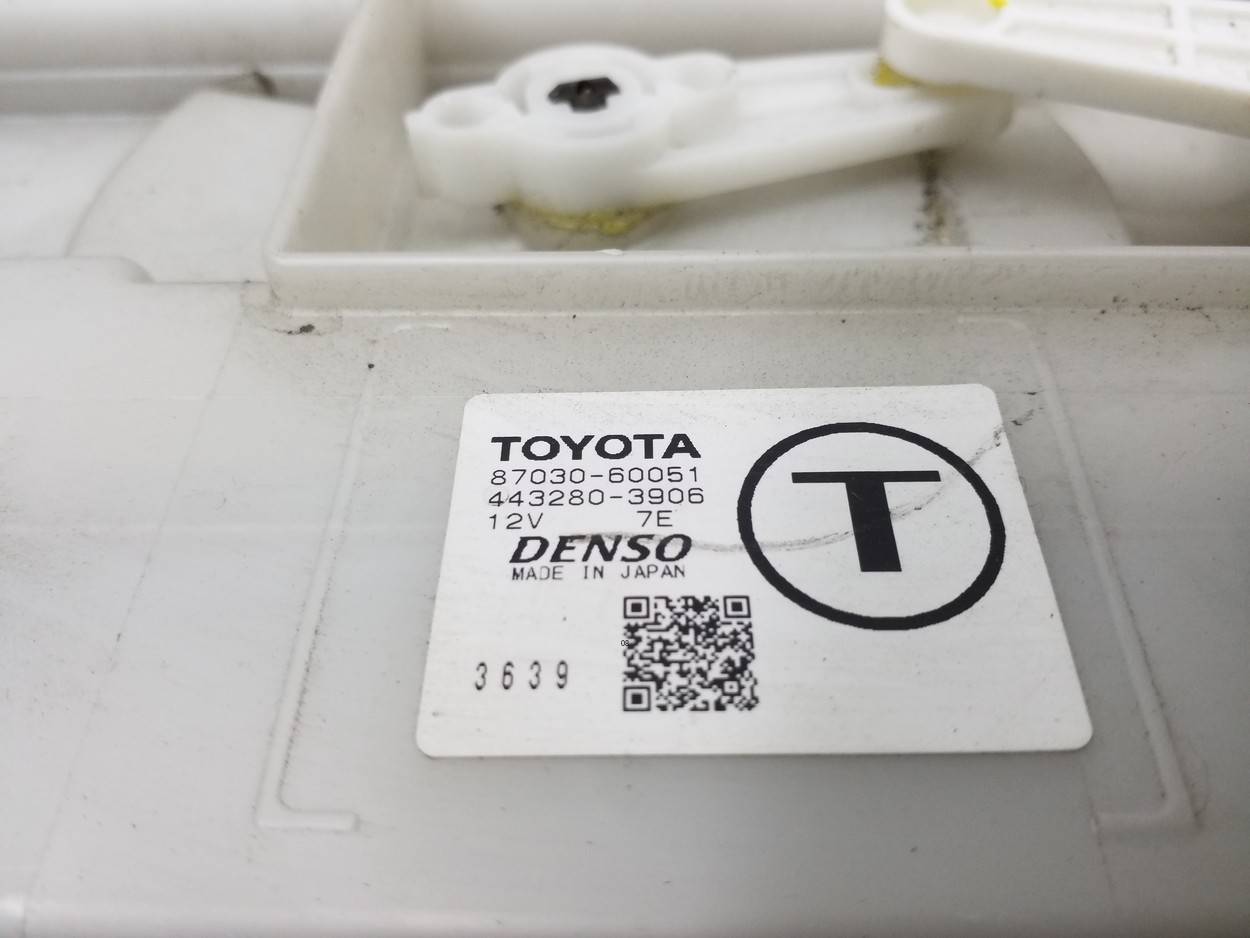 TOYOTA
87030-60051
443280-3906
12V 7E
DENSO
MADE IN JAPAN
T
3639